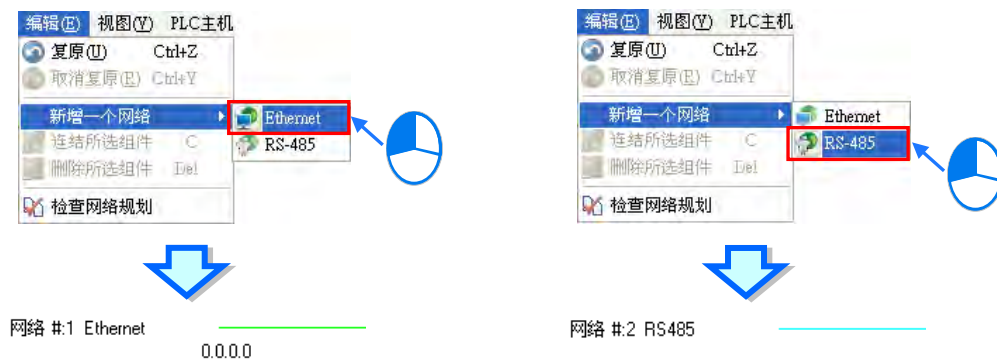 编辑(E) 视图(V) PLC主机
复原(U) Ctrl+Z
取消复原(R) Ctrl+Y
新增一个网络
Ethernet
连结所选组件 C
RS-485
删除所选组件 Del
检查网络规划
网络 #:1 Ethernet
0.0.0.0
编辑(E) 视图(V) PLC主机
复原(U) Ctrl+Z
取消复原(R) Ctrl+Y
新增一个网络
Ethernet
连结所选组件 C
RS-485
删除所选组件 Del
检查网络规划
网络 #:2 RS485